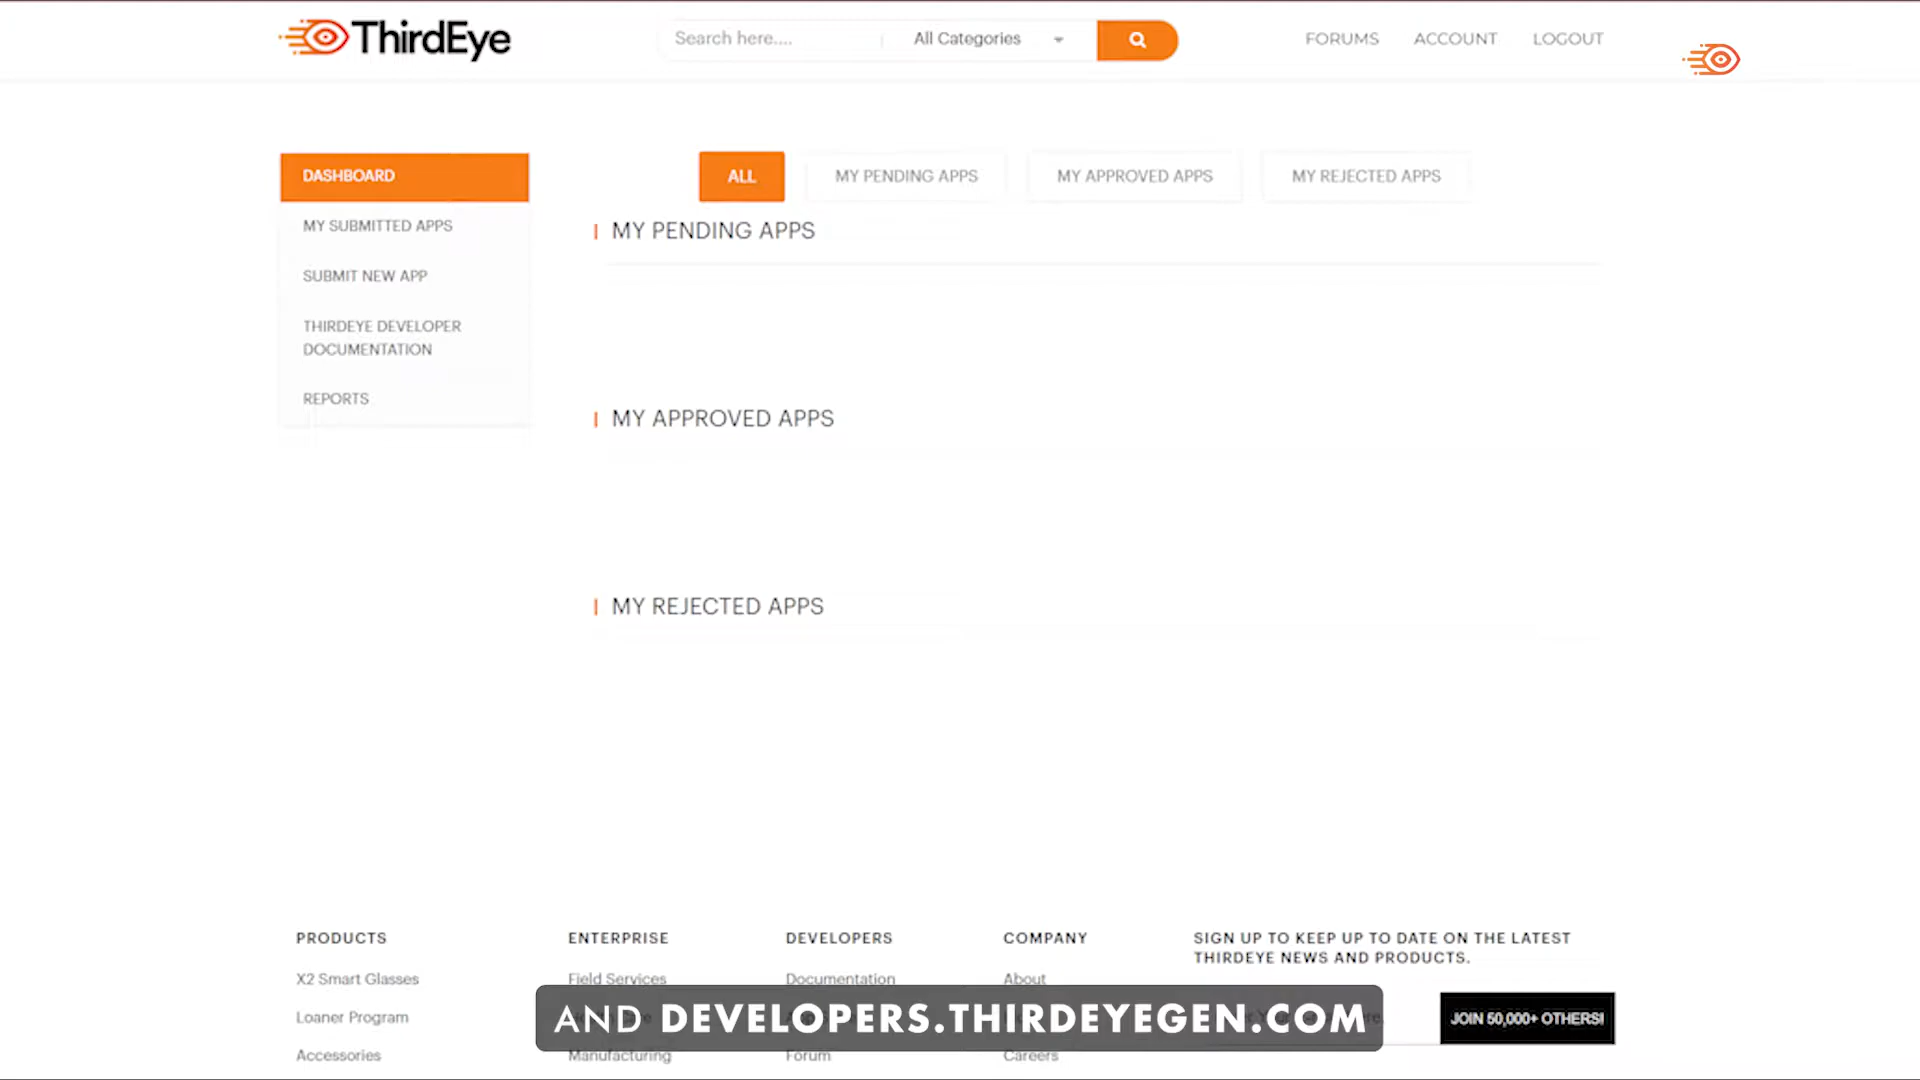 ThirdEye
Search here....
All Categories
FORUMS
ACCOUNT
LOGOUT
DASHBOARD
MY SUBMITTED APPS
SUBMIT NEW APP
THIRDEYE DEVELOPER
DOCUMENTATION
REPORTS
ALL
MY PENDING APPS
MY APPROVED APPS
MY REJECTED APPS
MY PENDING APPS
MY APPROVED APPS
MY REJECTED APPS
PRODUCTS
X2 Smart Glasses
Loaner Program
Accessories
ENTERPRISE
Field Services
Manufacturing
DEVELOPERS
Documentation
Forum
COMPANY
About
Careers
SIGN UP TO KEEP UP TO DATE ON THE LATEST
THIRDEYE NEWS AND PRODUCTS.
JOIN 50,000+ OTHERS!
AND DEVELOPERS.THIRDEYEGEN.COM